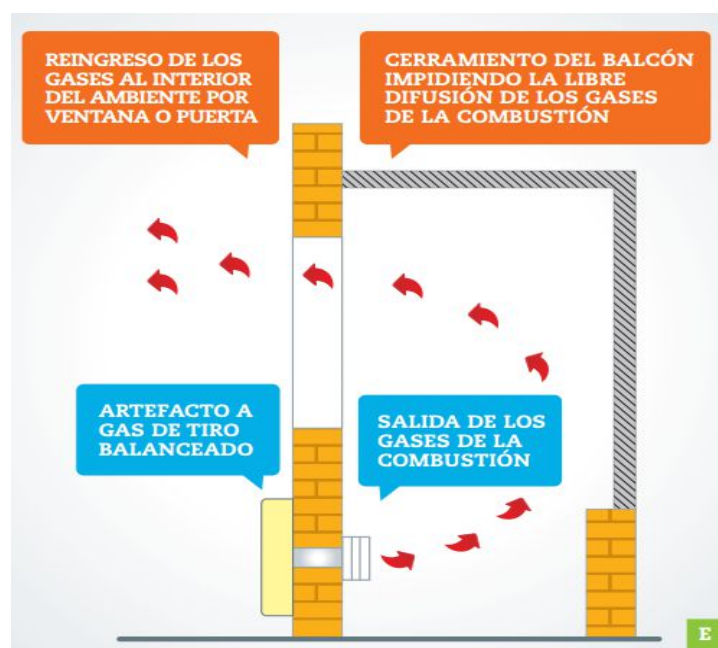 REINGRESO DE LOS
GASES AL INTERIOR
DEL AMBIENTE POR
VENTANA O PUERTA
CERRAMIENTO DEL BALCÓN
IMPIDIENDO LA LIBRE
DIFUSIÓN DE LOS GASES
DE LA COMBUSTIÓN
ARTEFACTO A
GAS DE TIRO
BALANCEADO
SALIDA DE LOS
GASES DE LA
COMBUSTIÓN
E